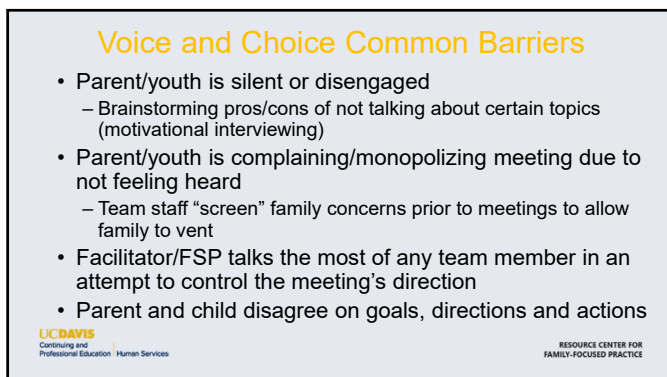 Voice and Choice Common Barriers
• Parent/youth is silent or disengaged
– Brainstorming pros/cons of not talking about certain topics
(motivational interviewing)
• Parent/youth is complaining/monopolizing meeting due to
not feeling heard
– Team staff “screen” family concerns prior to meetings to allow
family to vent
• Facilitator/FSP talks the most of any team member in an
attempt to control the meeting’s direction
• Parent and child disagree on goals, directions and actions
UCDAVIS
Continuing and
Professional Education Human Services
RESOURCE CENTER FOR
FAMILY-FOCUSED PRACTICE